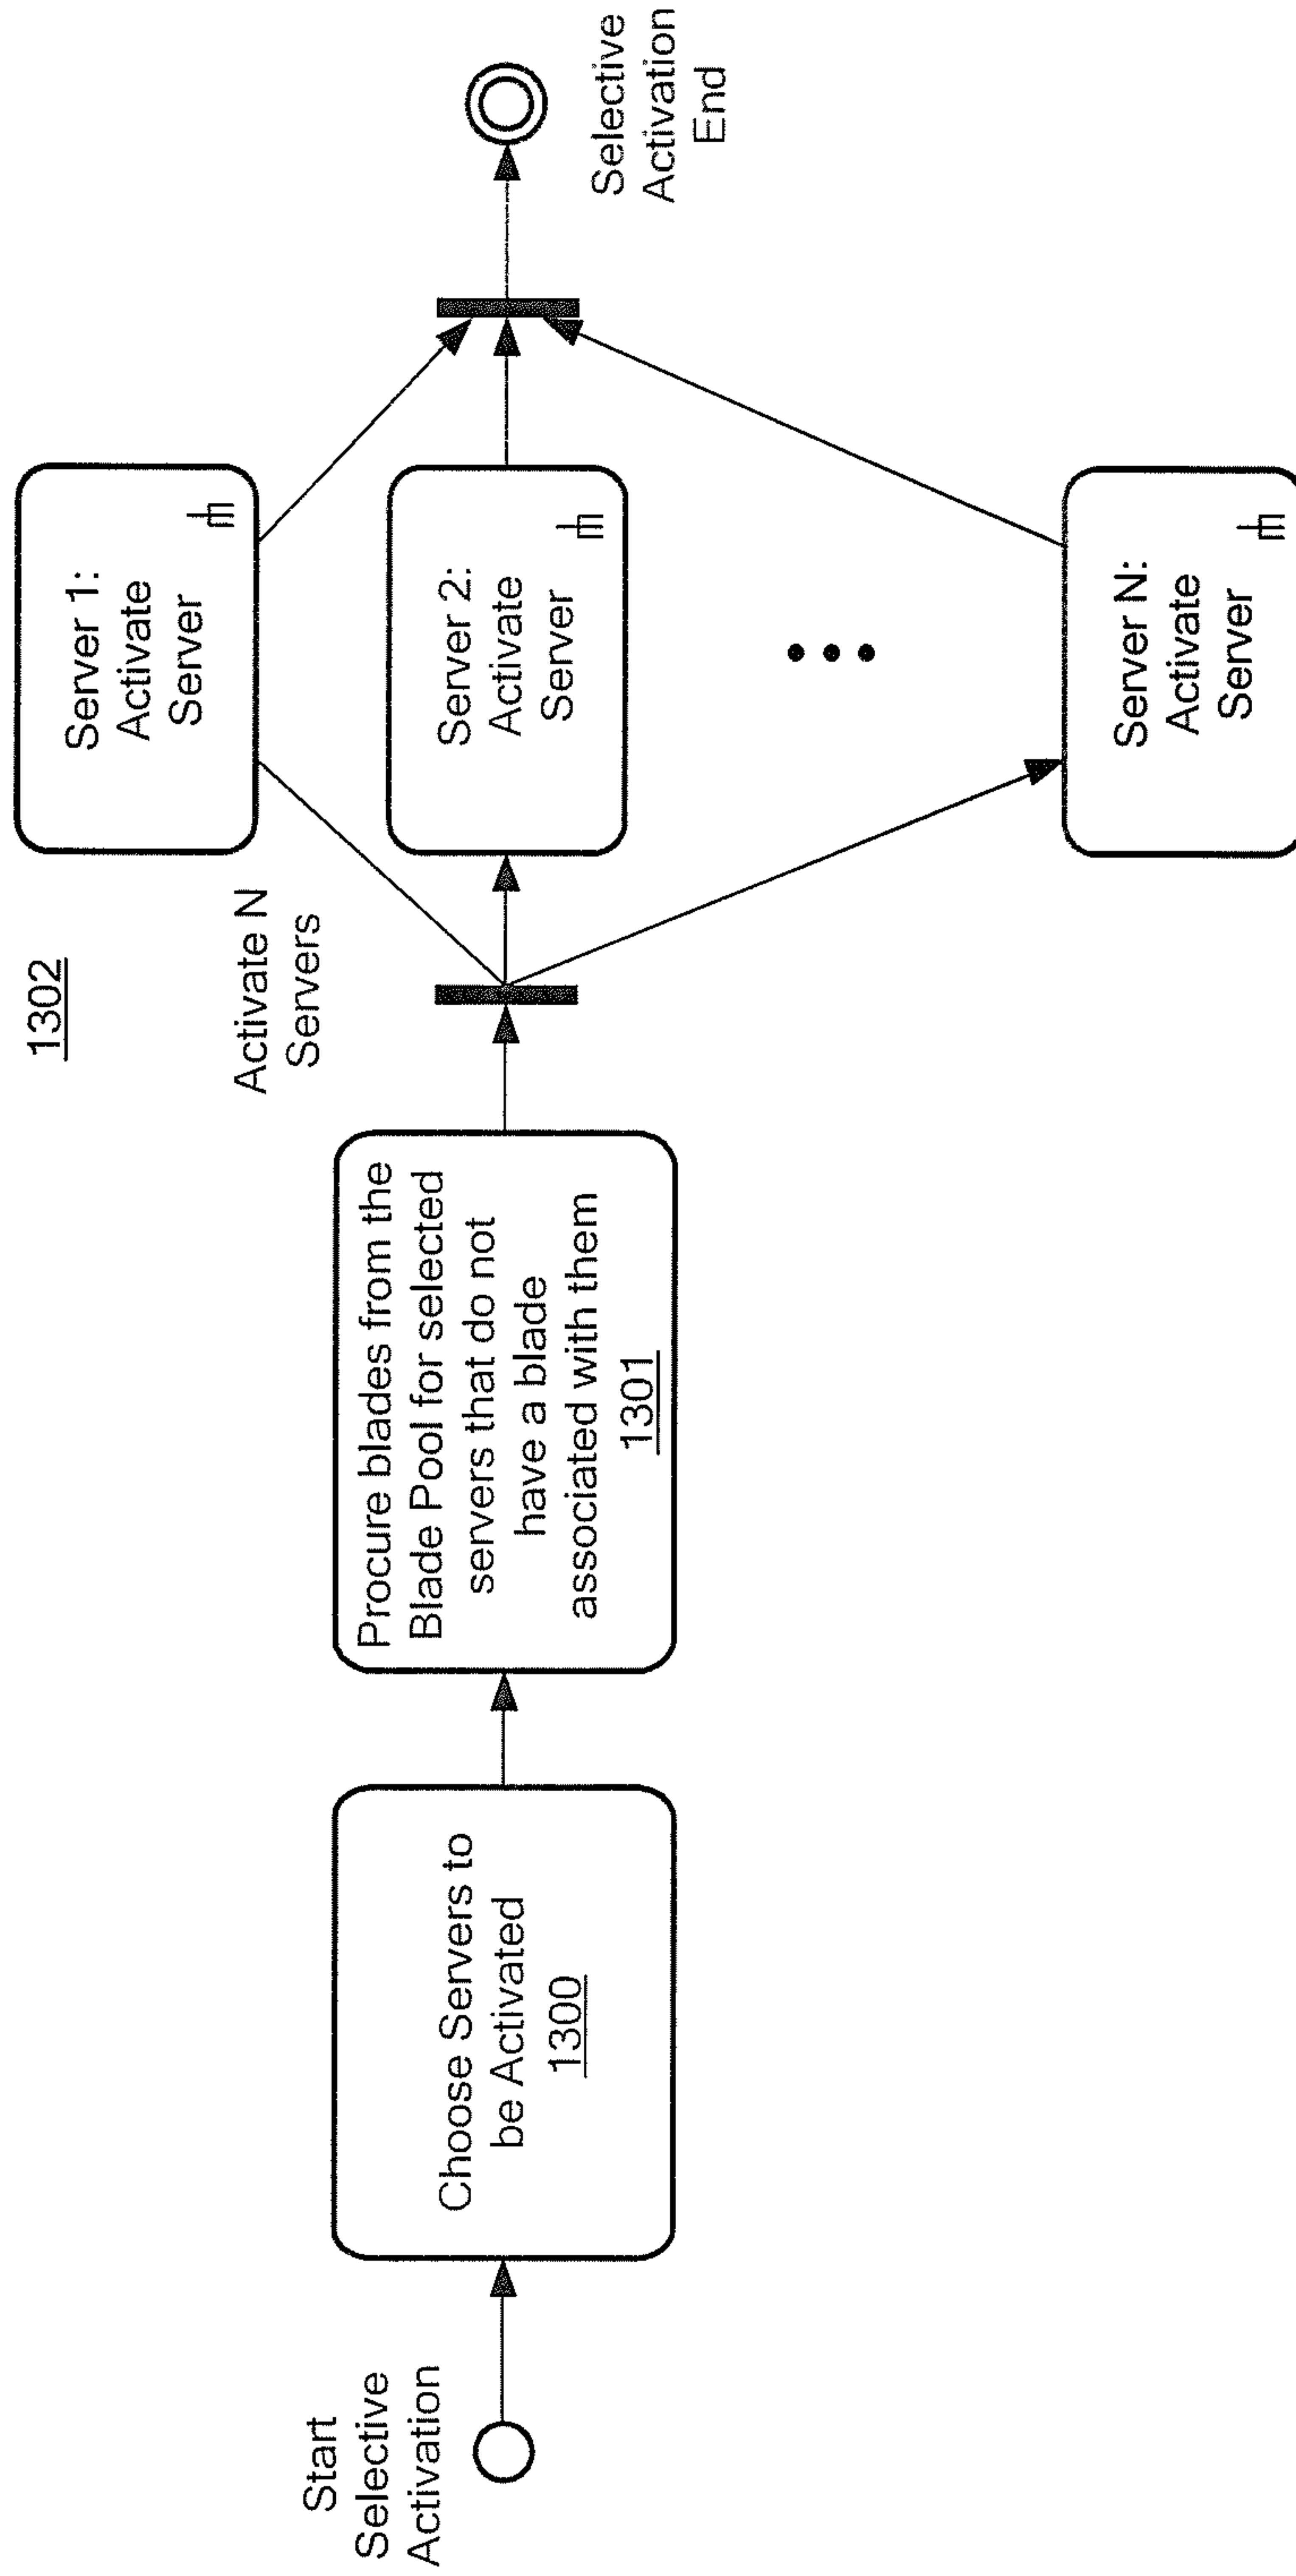 Start
Selective
Activation
Choose Servers to
be Activated
1300
Procure blades from the
Blade Pool for selected
servers that do not
have a blade
associated with them
1301
1302
Activate N
Servers
Server 1:
Activate
Server
Server 2:
Activate
Server
Server N:
Activate
Server
Selective
Activation
End